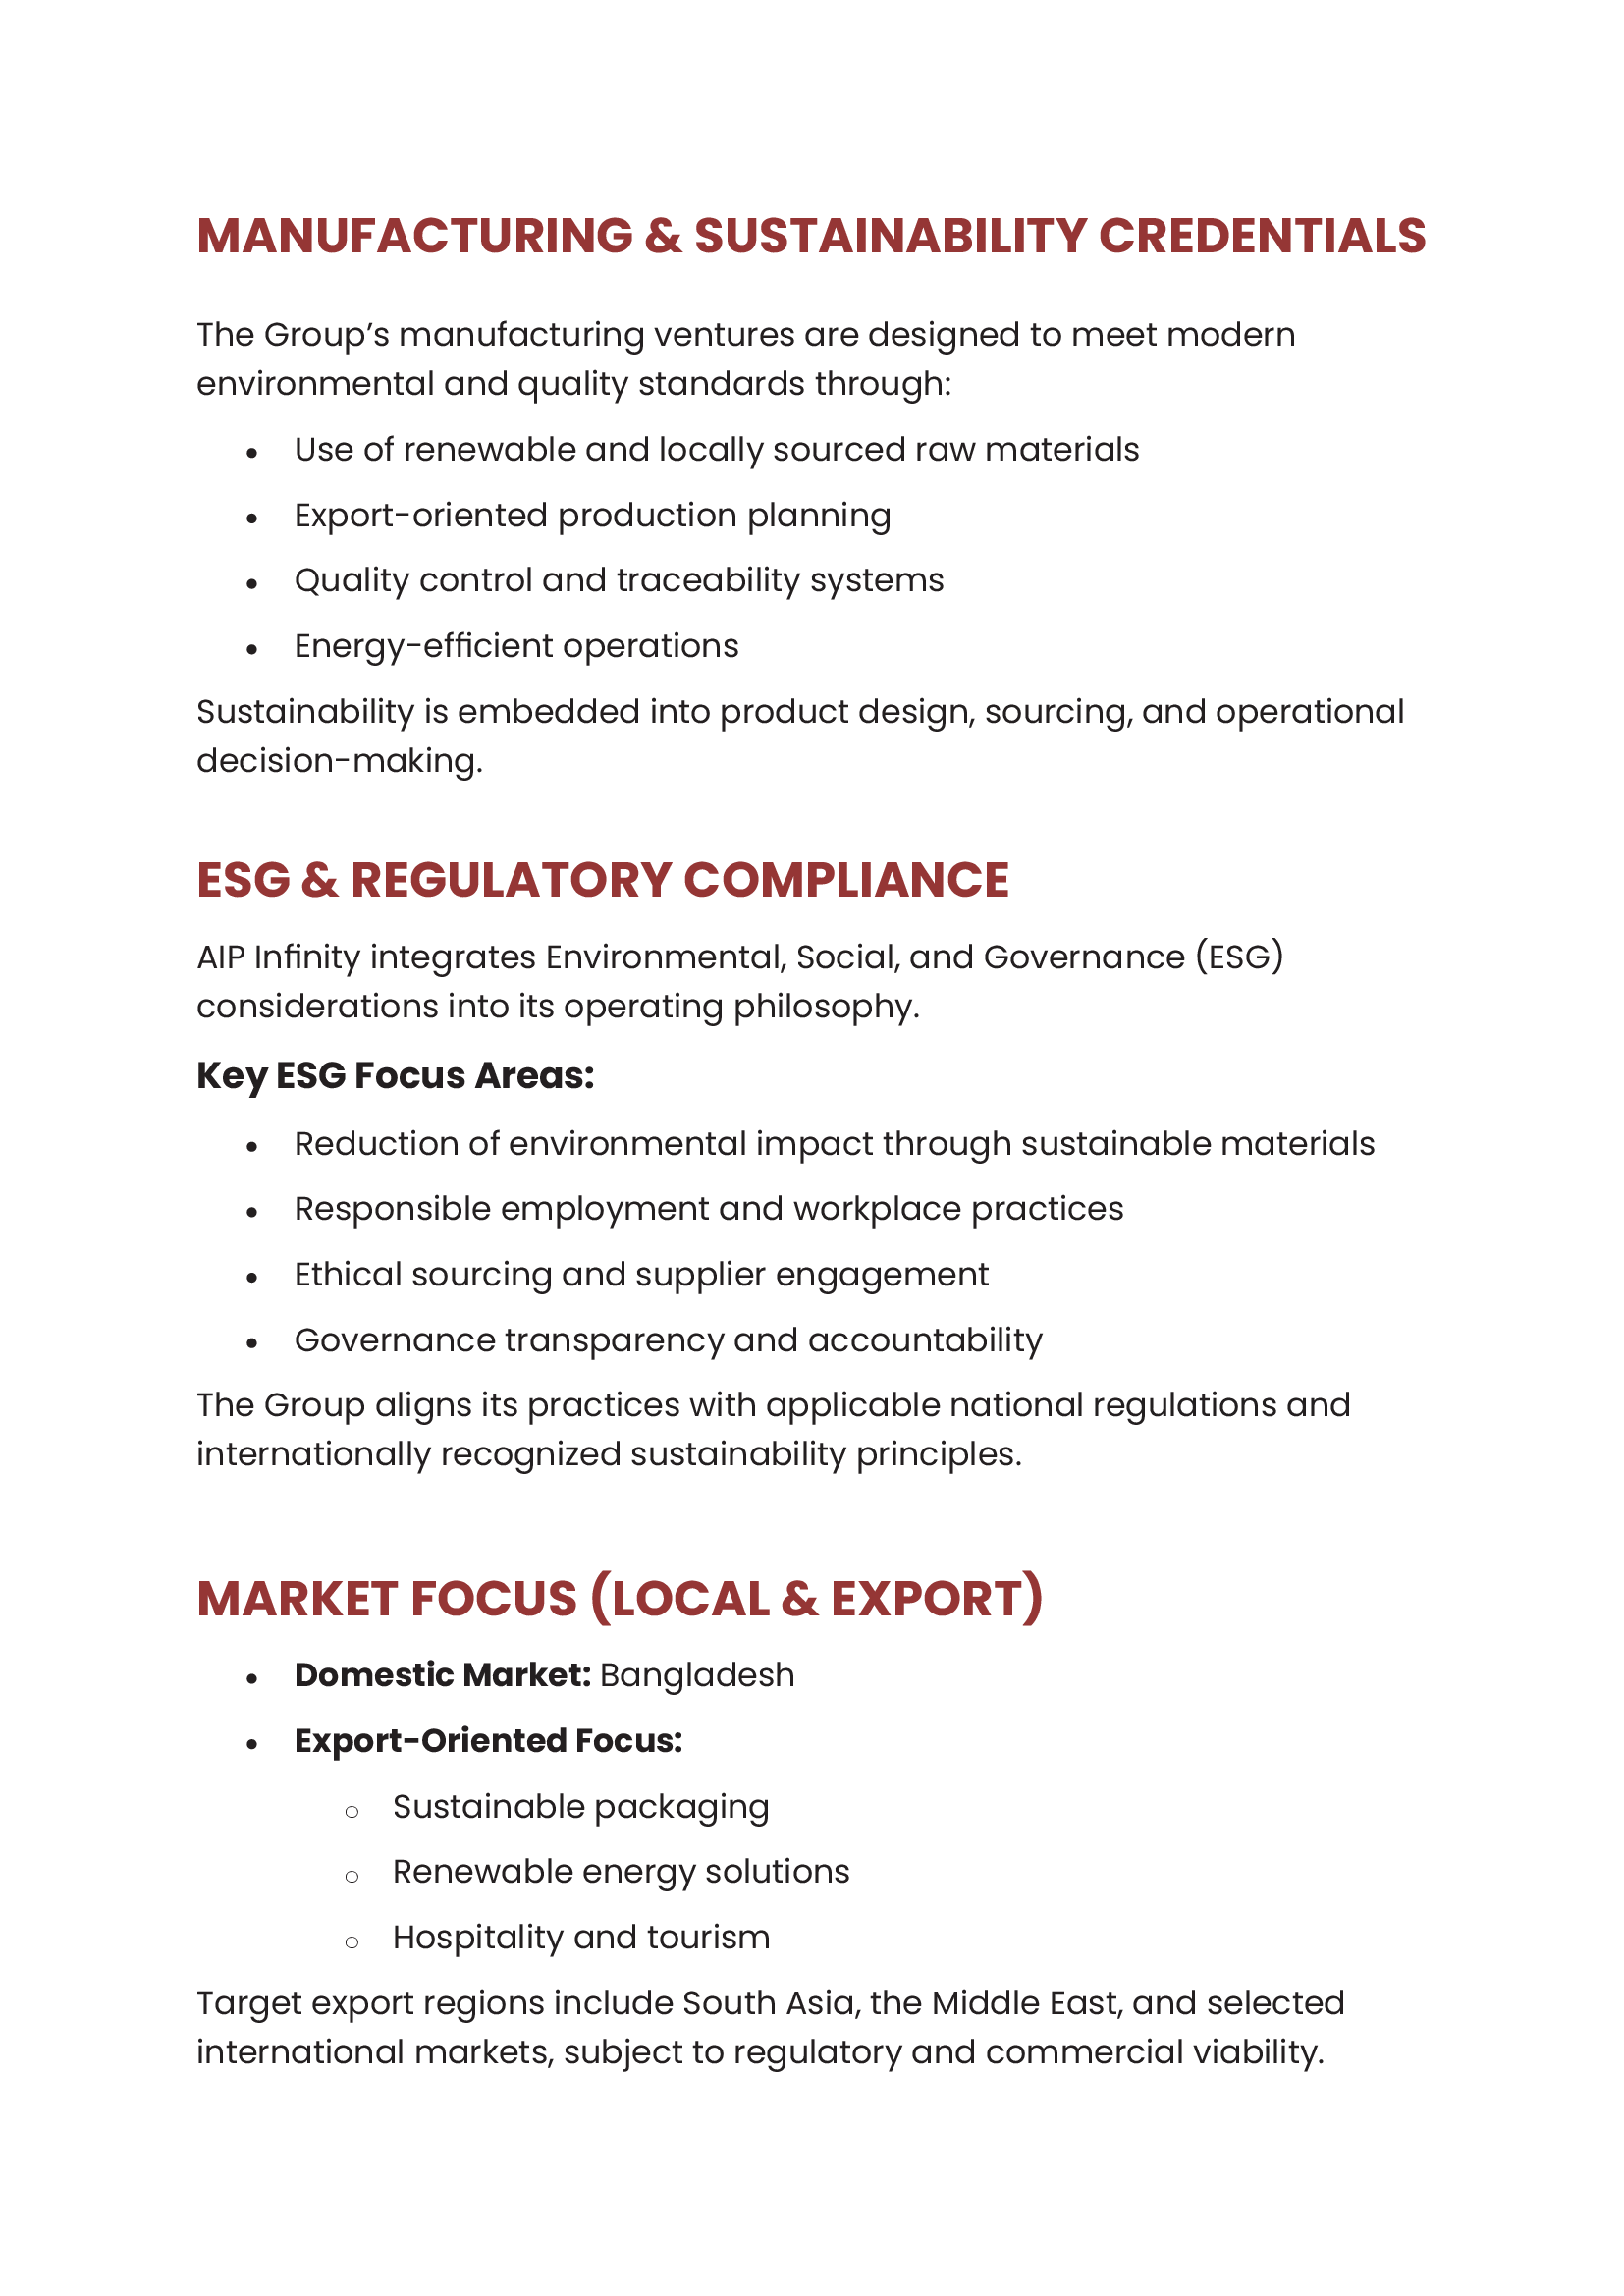 MANUFACTURING & SUSTAINABILITY CREDENTIALS
The Group’s manufacturing ventures are designed to meet modern
environmental and quality standards through:
• Use of renewable and locally sourced raw materials
• Export-oriented production planning
• Quality control and traceability systems
• Energy-efficient operations
Sustainability is embedded into product design, sourcing, and operational
decision-making.
ESG & REGULATORY COMPLIANCE
AIP Infinity integrates Environmental, Social, and Governance (ESG)
considerations into its operating philosophy.
Key ESG Focus Areas:
• Reduction of environmental impact through sustainable materials
• Responsible employment and workplace practices
• Ethical sourcing and supplier engagement
• Governance transparency and accountability
The Group aligns its practices with applicable national regulations and
internationally recognized sustainability principles.
MARKET FOCUS (LOCAL & EXPORT)
• Domestic Market: Bangladesh
• Export-Oriented Focus:
○ Sustainable packaging
○ Renewable energy solutions
○ Hospitality and tourism
Target export regions include South Asia, the Middle East, and selected
international markets, subject to regulatory and commercial viability.